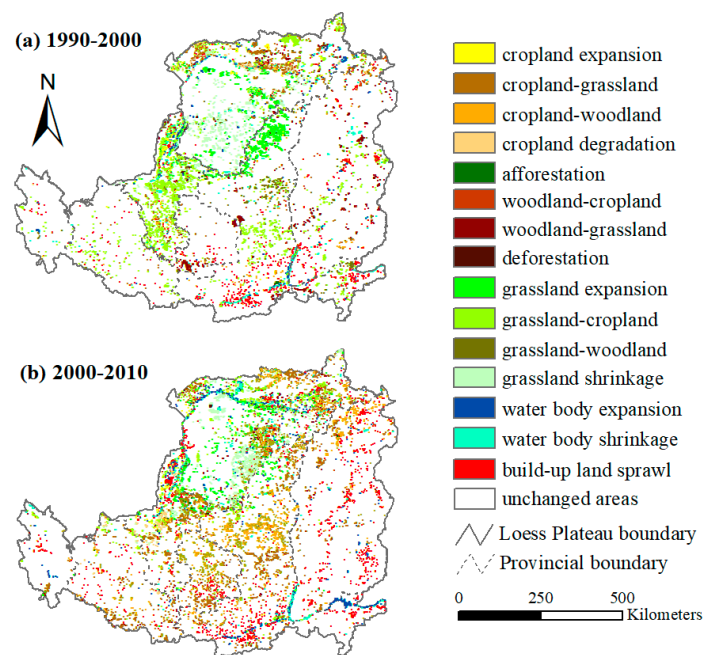 (a) 1990-2000
N
(b) 2000-2010
cropland expansion
cropland-grassland
cropland-woodland
cropland degradation
afforestation
woodland-cropland
woodland-grassland
deforestation
grassland expansion
grassland-cropland
grassland-woodland
grassland shrinkage
water body expansion
water body shrinkage
build-up land sprawl
unchanged areas
Loess Plateau boundary
Provincial boundary
0 250 500
Kilometers